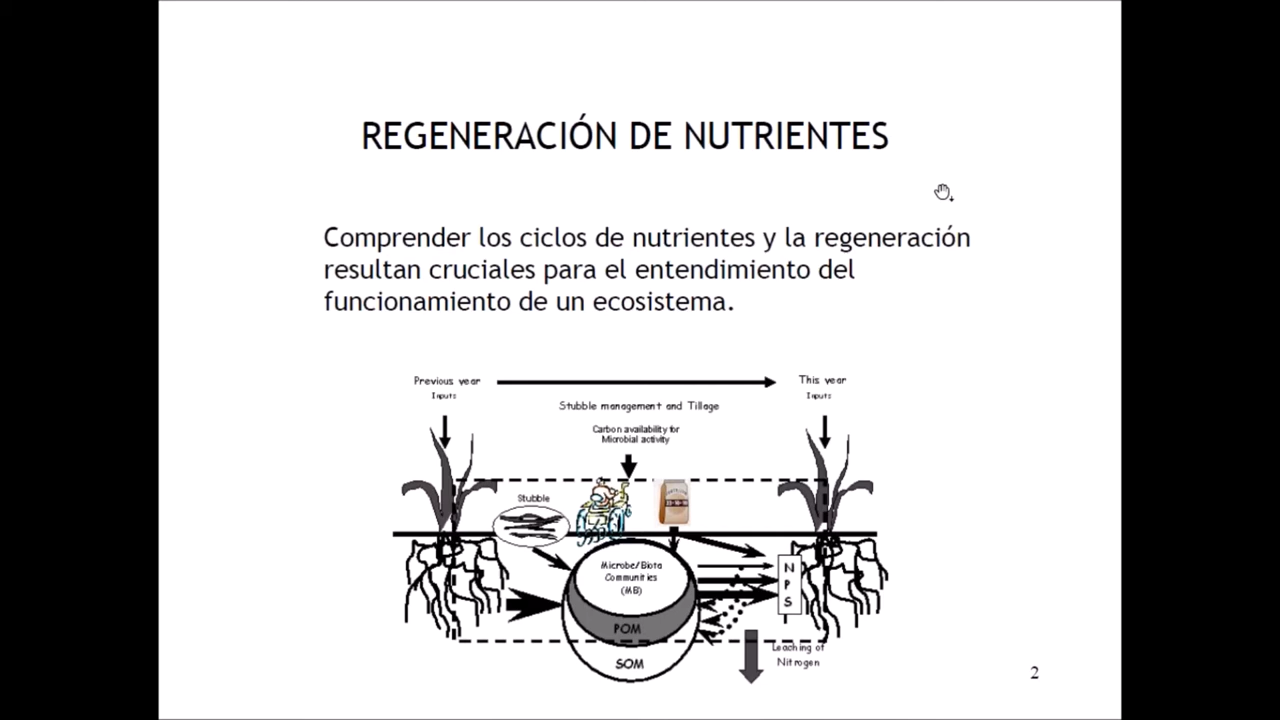 REGENERACIÓN DE NUTRIENTES
Comprender los ciclos de nutrientes y la regeneración
resultan cruciales para el entendimiento del
funcionamiento de un ecosistema.
Previous year
Inputs
This year
Inputs
Stubble management and Tillage
Carbon availability for
Microbial activity
Stubble
Microbe/Biota
Communities
(MB)
POM
SOM
N
P
S
Leaching of
Nitrogen
2